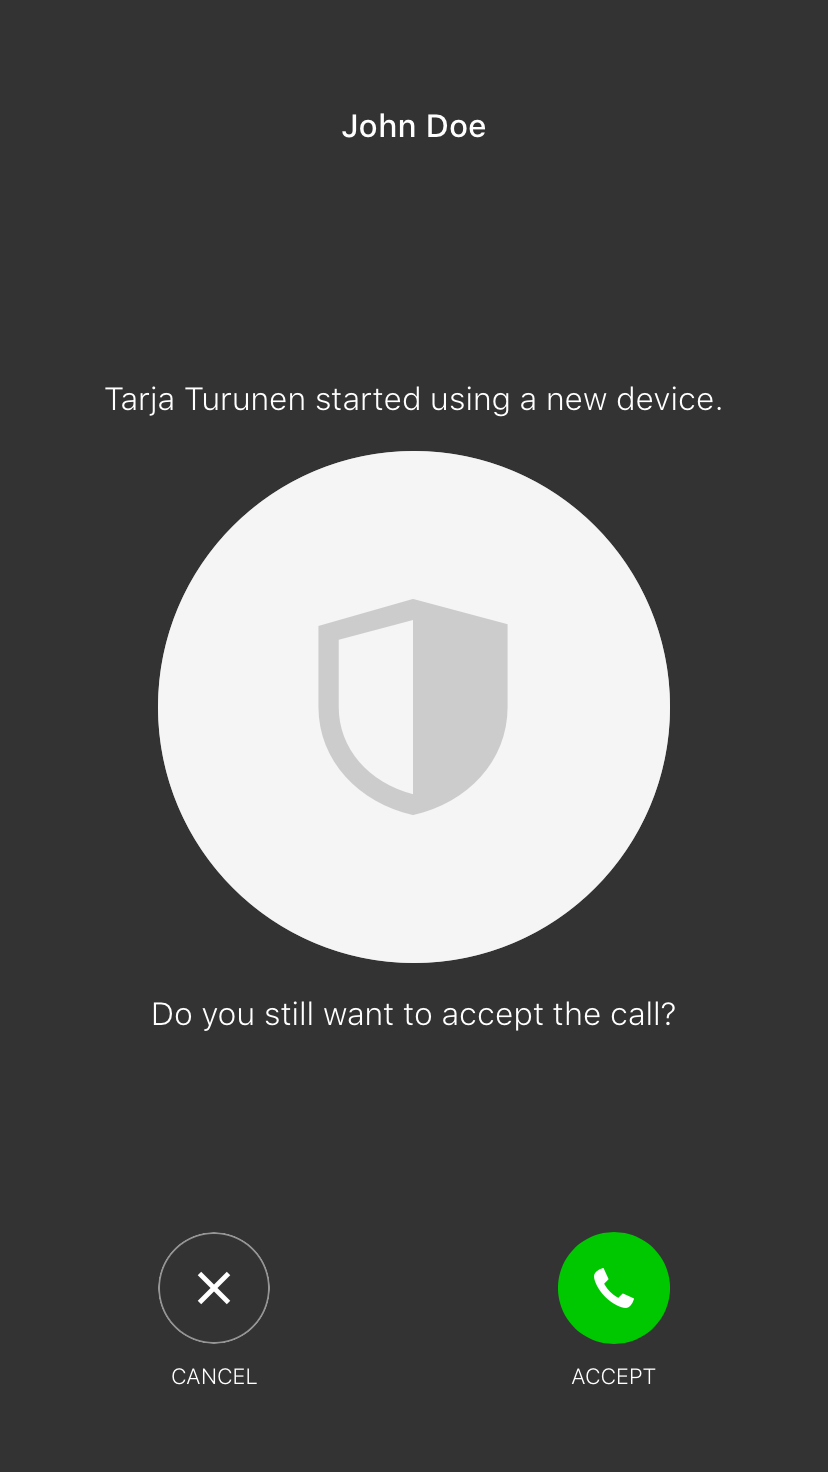 John Doe
Tarja Turunen started using a new device.
Do you still want to accept the call?
CANCEL
ACCEPT